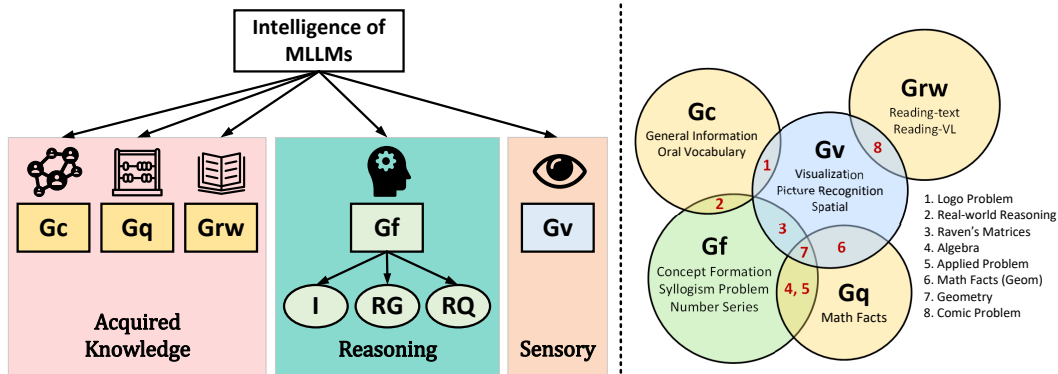 Intelligence of
MLLMs
Gc
Gq
Grw
Gf
Gv
I
RG
RQ
Acquired
Knowledge
Reasoning
Sensory
Gc
General Information
Oral Vocabulary
Grw
Reading-text
Reading-VL
Gv
Visualization
Picture Recognition
Spatial
Gf
Concept Formation
Syllogism Problem
Number Series
Gq
Math Facts
1
2
3
4, 5
6
7
8
1. Logo Problem
2. Real-world Reasoning
3. Raven's Matrices
4. Algebra
5. Applied Problem
6. Math Facts (Geom)
7. Geometry
8. Comic Problem